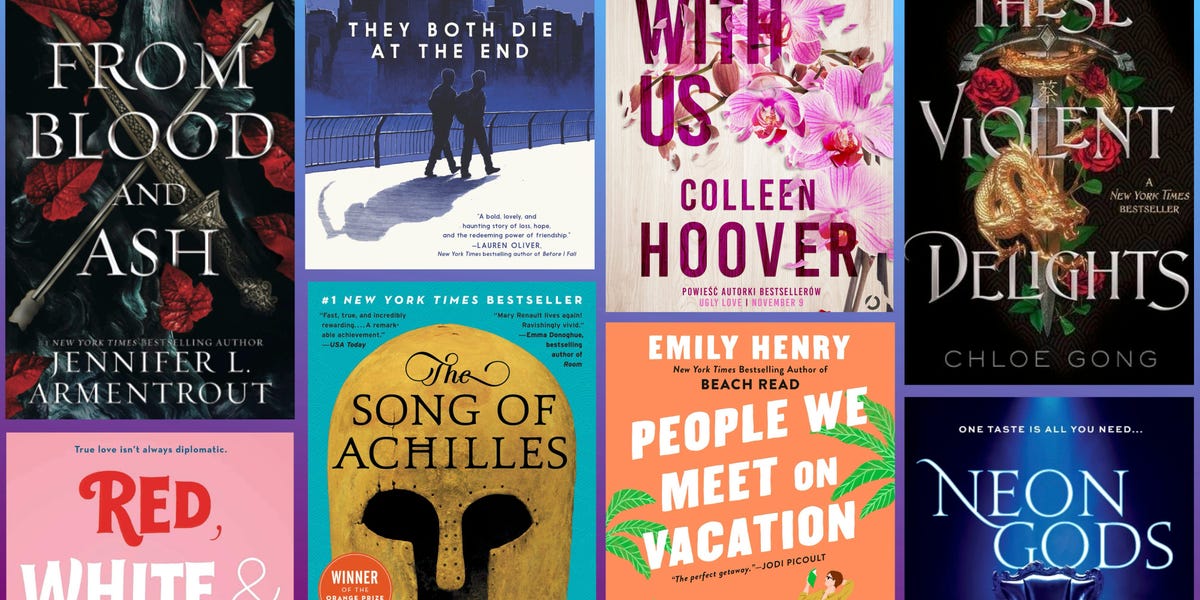 FROM
BLOOD
AND
ASH
#1 NEW YORK TIMES BESTSELLING AUTHOR
JENNIFER L.
ARMENTROUT
True love isn't always diplomatic.
RED,
WHITE &
THEY BOTH DIE
AT THE END
"A bold, lovely, and
haunting story of loss, hope,
and the redeeming power of friendship."
—LAUREN OLIVER,
New York Times bestselling author of Before I Fall
#1 NEW YORK TIMES BESTSELLER
"Fast, true, and incredibly
rewarding.... A remark-
able achievement."
—USA Today
"Mary Renault lives again!
Ravishingly vivid."
—Emma Donoghue,
bestselling
author of
Room
The
SONG OF
ACHILLES
WINNER
OF THE
ORANGE PRIZE
WITH
US
COLLEEN
HOOVER
POWIEŚĆ AUTORKI BESTSELLERÓW
UGLY LOVE I NOVEMBER 9
EMILY HENRY
New York Times Bestselling Author of
BEACH READ
PEOPLE WE
MEET ON
VACATION
"The perfect getaway."—JODI PICOULT
THESE
VIOLENT
A
NEW YORK TIMES
BESTSELLER
DELIGHTS
CHLOE GONG
ONE TASTE IS ALL YOU NEED...
NEON
GODS